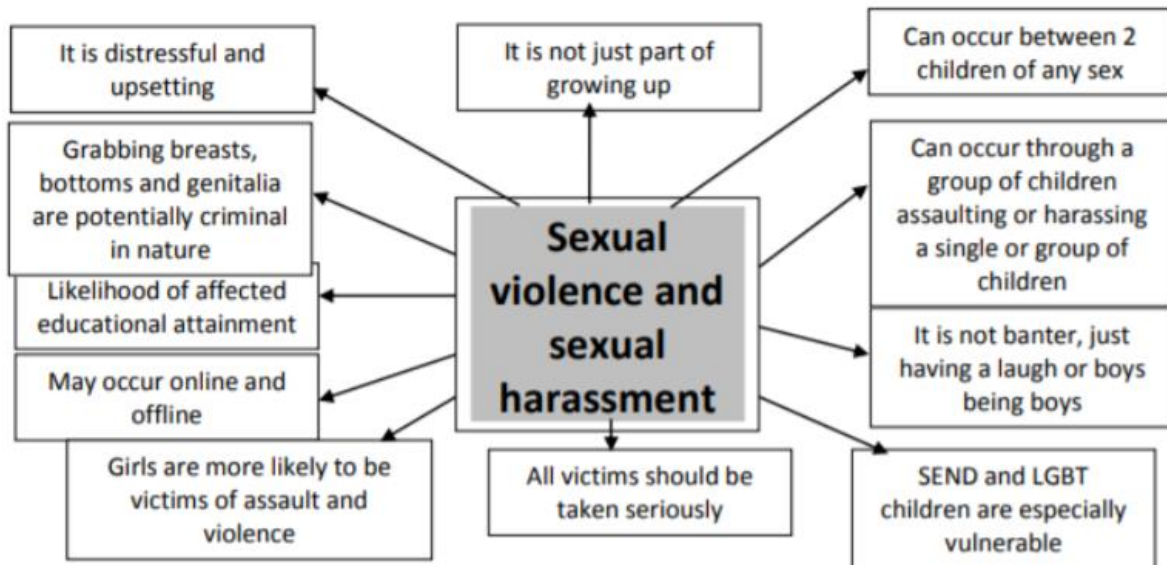 It is distressful and
upsetting
It is not just part of
growing up
Can occur between 2
children of any sex
Grabbing breasts,
bottoms and genitalia
are potentially criminal
in nature
Can occur through a
group of children
assaulting or harassing
a single or group of
children
Sexual
violence and
sexual
harassment
Likelihood of affected
educational attainment
It is not banter, just
having a laugh or boys
being boys
May occur online and
offline
Girls are more likely to be
victims of assault and
violence
All victims should be
taken seriously
SEND and LGBT
children are especially
vulnerable